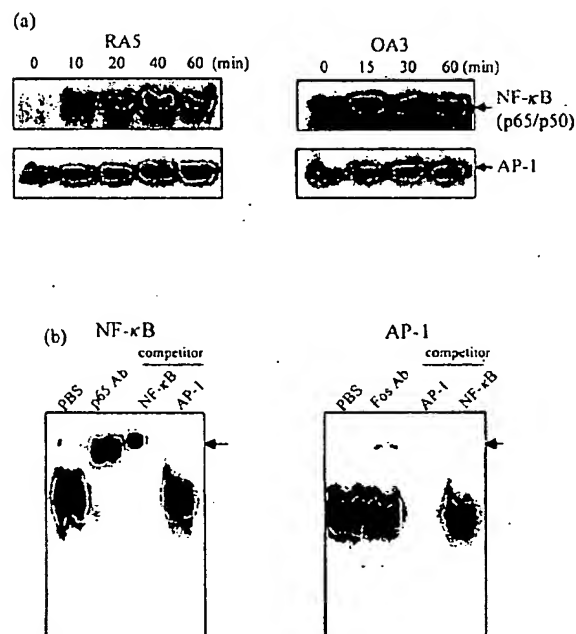 (a)
RA5
0 10 20 40 60 (min)
OA3
0 15 30 60 (min)
NF-κB
(p65/p50)
AP-1
(b) NF-κB
competitor
PBS p65 Ab NF-κB AP-1
AP-1
competitor
PBS Fos Ab AP-1 NF-κB